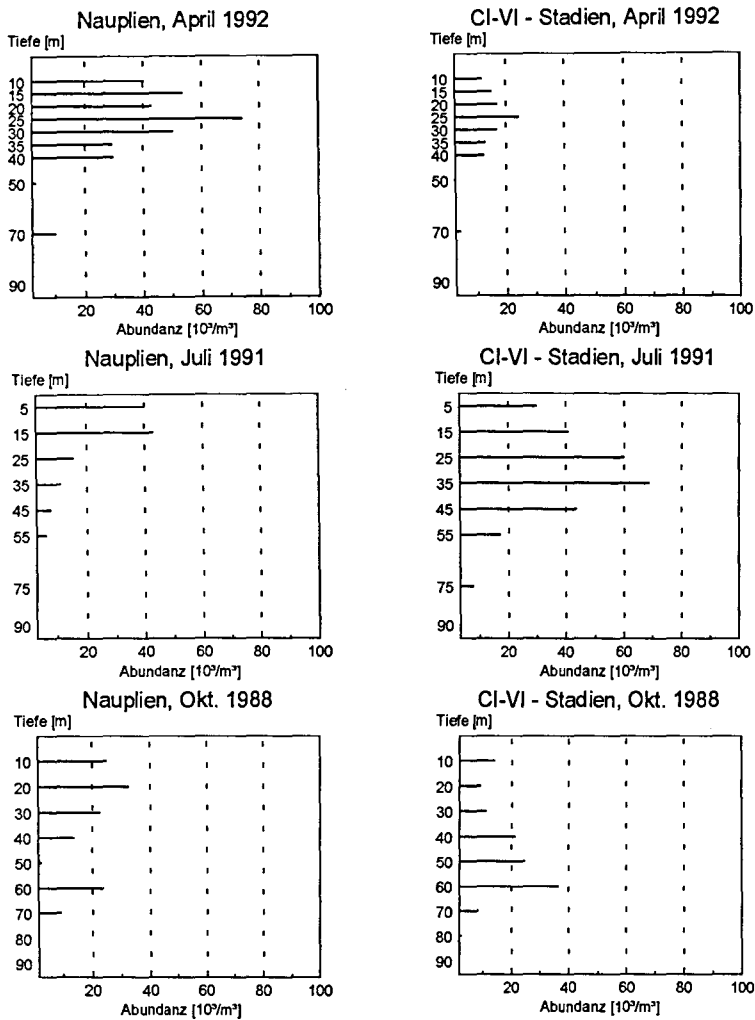 Nauplien, April 1992
Tiefe [m]
10
15
20
25
30
35
40
50
70
90
20 40 60 80 100
Abundanz [10³/m³]
CI-VI - Stadien, April 1992
Tiefe [m]
10
15
20
25
30
35
40
50
70
90
20 40 60 80 100
Abundanz [10³/m³]
Nauplien, Juli 1991
Tiefe [m]
5
15
25
35
45
55
75
90
20 40 60 80 100
Abundanz [10³/m³]
CI-VI - Stadien, Juli 1991
Tiefe [m]
5
15
25
35
45
55
75
90
20 40 60 80 100
Abundanz [10³/m³]
Nauplien, Okt. 1988
Tiefe [m]
10
20
30
40
50
60
70
80
90
20 40 60 80 100
Abundanz [10³/m³]
CI-VI - Stadien, Okt. 1988
Tiefe [m]
10
20
30
40
50
60
70
80
90
20 40 60 80 100
Abundanz [10³/m³]